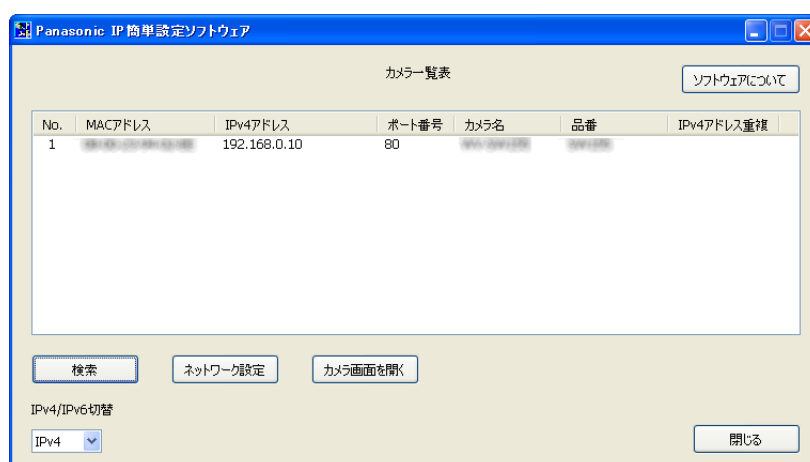 Panasonic IP簡単設定ソフトウェア
カメラ一覧表
ソフトウェアについて
No. MACアドレス IPv4アドレス ポート番号 カメラ名 品番 IPv4アドレス重複
1 192.168.0.10 80
検索 ネットワーク設定 カメラ画面を開く
IPv4/IPv6切替
IPv4
閉じる